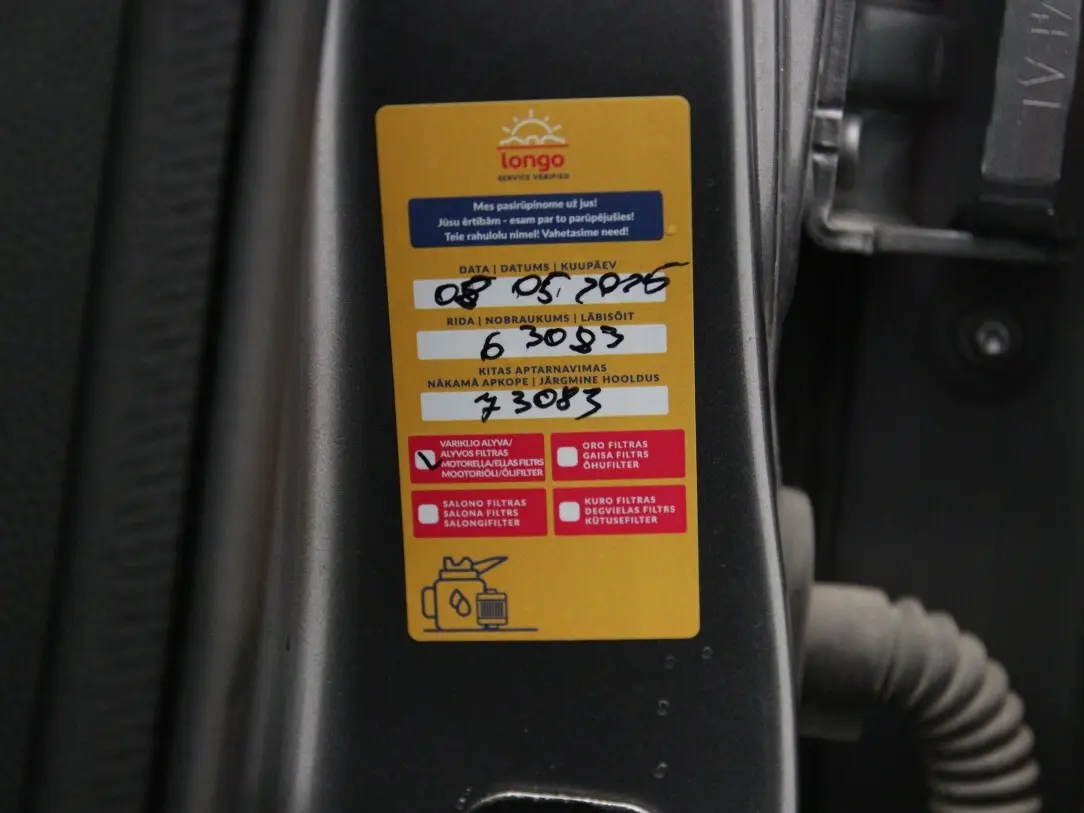 longo
SERVICE VERIFIED
Mes pasirūpinome už jus!
Jūsu ērtībām - esam par to parūpējušies!
Teie rahulolu nimel! Vahetasime need!
DATA | DATUMS | KUUPÄEV
08 05. 2026
RIDA | NOBRAUKUMS | LÄBISÕIT
63083
KITAS APTARNAVIMAS
NĀKAMĀ APKOPE | JÄRGMINE HOOLDUS
73083
VARIKLIO ALYVA/
ALYVOS FILTRAS
MOTOREĻĻA/EĻĻAS FILTRS
MOOTORIÕLI/ÕLIFILTER
ORO FILTRAS
GAISA FILTRS
ÕHUFILTER
SALONO FILTRAS
SALONA FILTRS
SALONGIFILTER
KURO FILTRAS
DEGVIELAS FILTRS
KÜTUSEFILTER